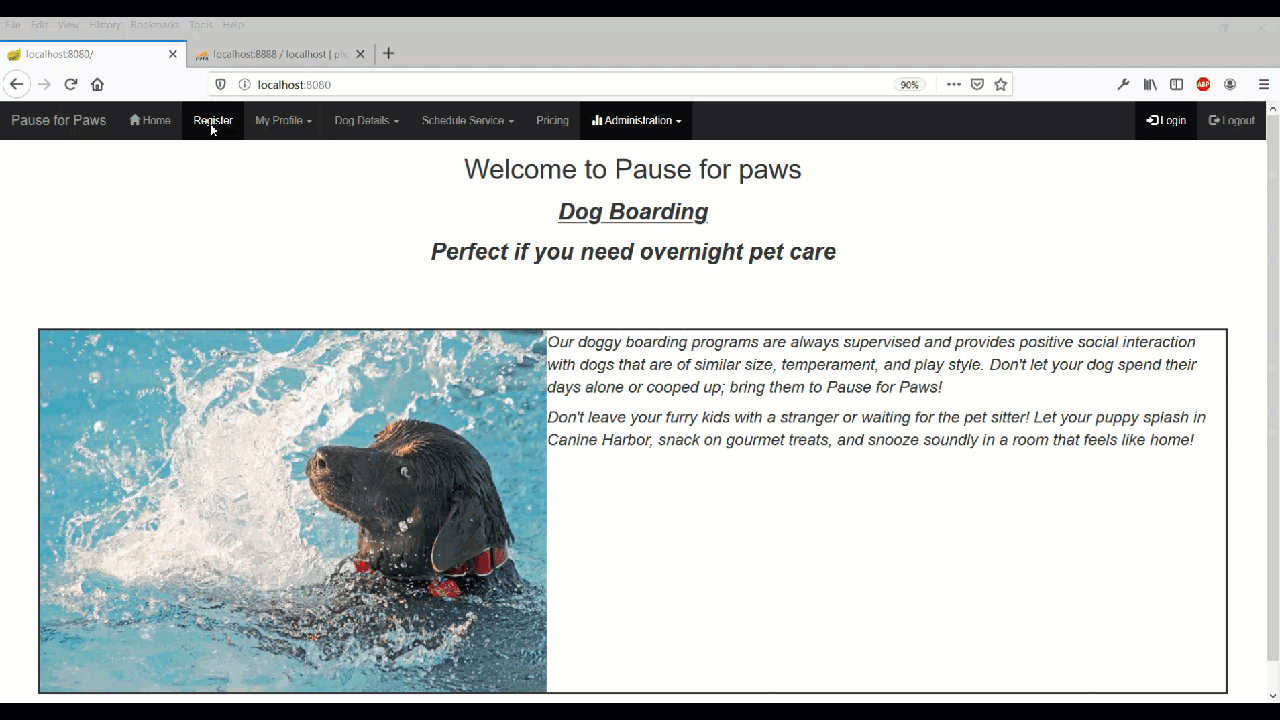 File Edit View History Bookmarks Tools Help
localhost:8080/
localhost:8888 / localhost | ph
localhost:8080
90%
ABP
Pause for Paws Home Register My Profile Dog Details Schedule Service Pricing Administration Login Logout
Welcome to Pause for paws
Dog Boarding
Perfect if you need overnight pet care
Our doggy boarding programs are always supervised and provides positive social interaction
with dogs that are of similar size, temperament, and play style. Don't let your dog spend their
days alone or cooped up; bring them to Pause for Paws!
Don't leave your furry kids with a stranger or waiting for the pet sitter! Let your puppy splash in
Canine Harbor, snack on gourmet treats, and snooze soundly in a room that feels like home!